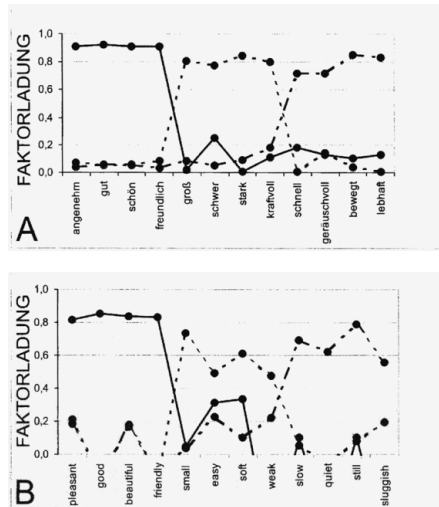 FAKTORLADUNG
1,0
0,8
0,6
0,4
0,2
0,0
angenehm
gut
schön
freundlich
groß
schwer
stark
kraftvoll
schnell
geräuschvoll
bewegt
lebhaft
A
FAKTORLADUNG
1,0
0,8
0,6
0,4
0,2
0,0
pleasant
good
beautiful
friendly
small
easy
soft
weak
slow
quiet
still
sluggish
B